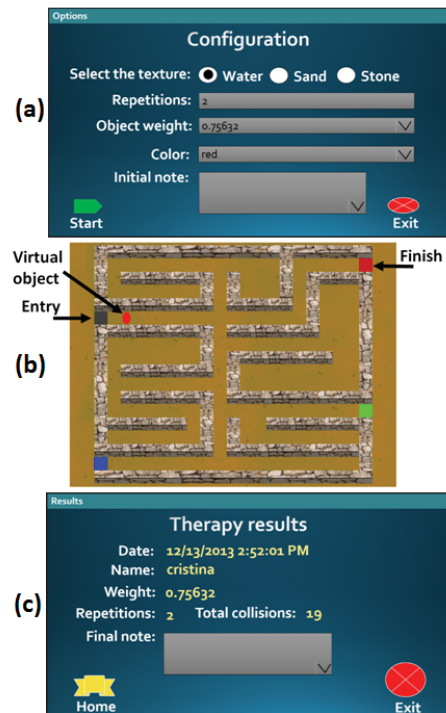 Options
Configuration
(a)
Select the texture: Water Sand Stone
Repetitions: 2
Object weight: 0.75632
Color: red
Initial note:
Start
Exit
Virtual object
Finish
Entry
(b)
Results
Therapy results
Date: 12/13/2013 2:52:01 PM
Name: cristina
(c)
Weight: 0.75632
Repetitions: 2 Total collisions: 19
Final note:
Home
Exit